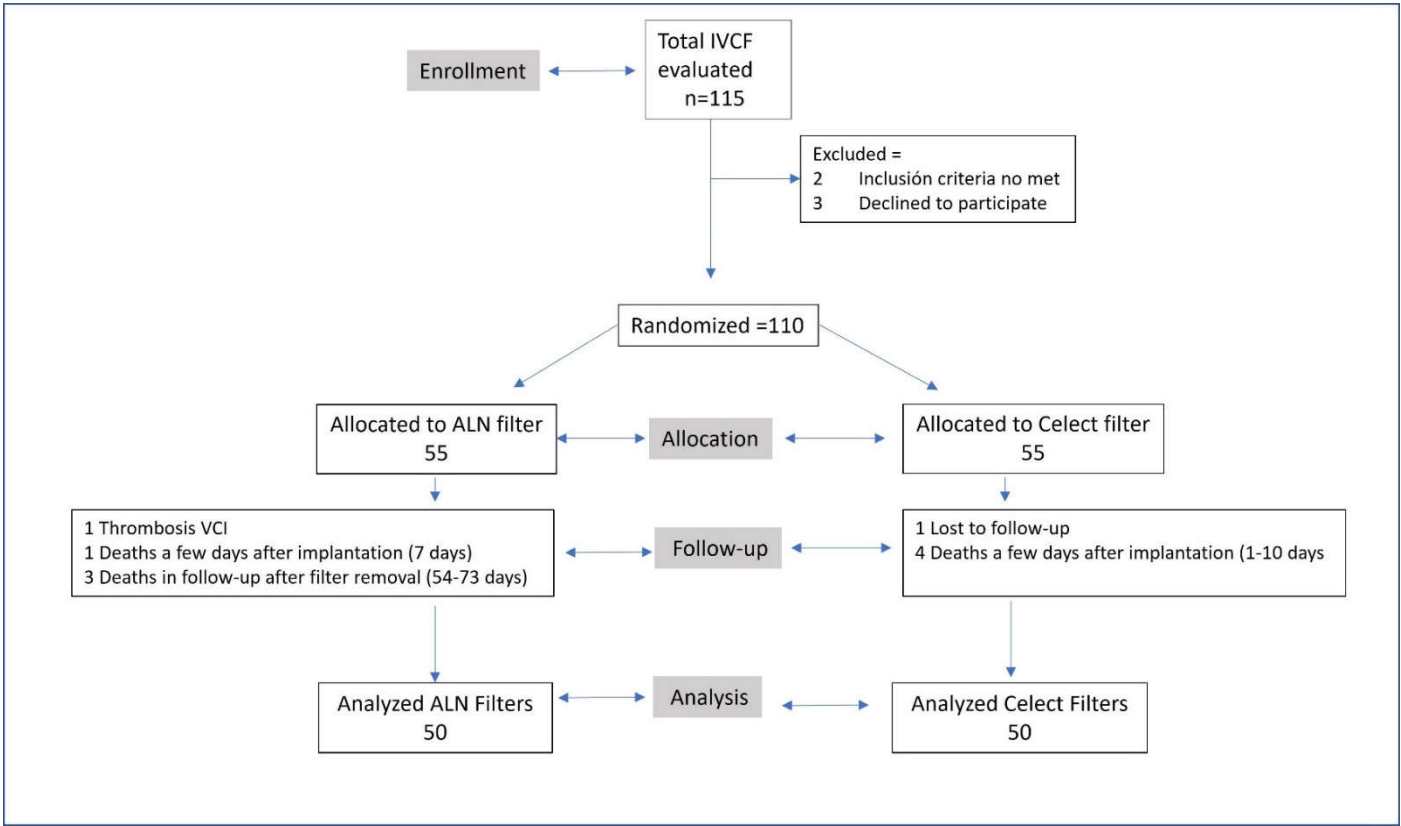 Enrollment
Total IVCF
evaluated
n=115
Excluded =
2 Inclusión criteria no met
3 Declined to participate
Randomized =110
Allocated to ALN filter
55
Allocation
Allocated to Celect filter
55
1 Thrombosis VCI
1 Deaths a few days after implantation (7 days)
3 Deaths in follow-up after filter removal (54-73 days)
Follow-up
1 Lost to follow-up
4 Deaths a few days after implantation (1-10 days
Analyzed ALN Filters
50
Analysis
Analyzed Celect Filters
50